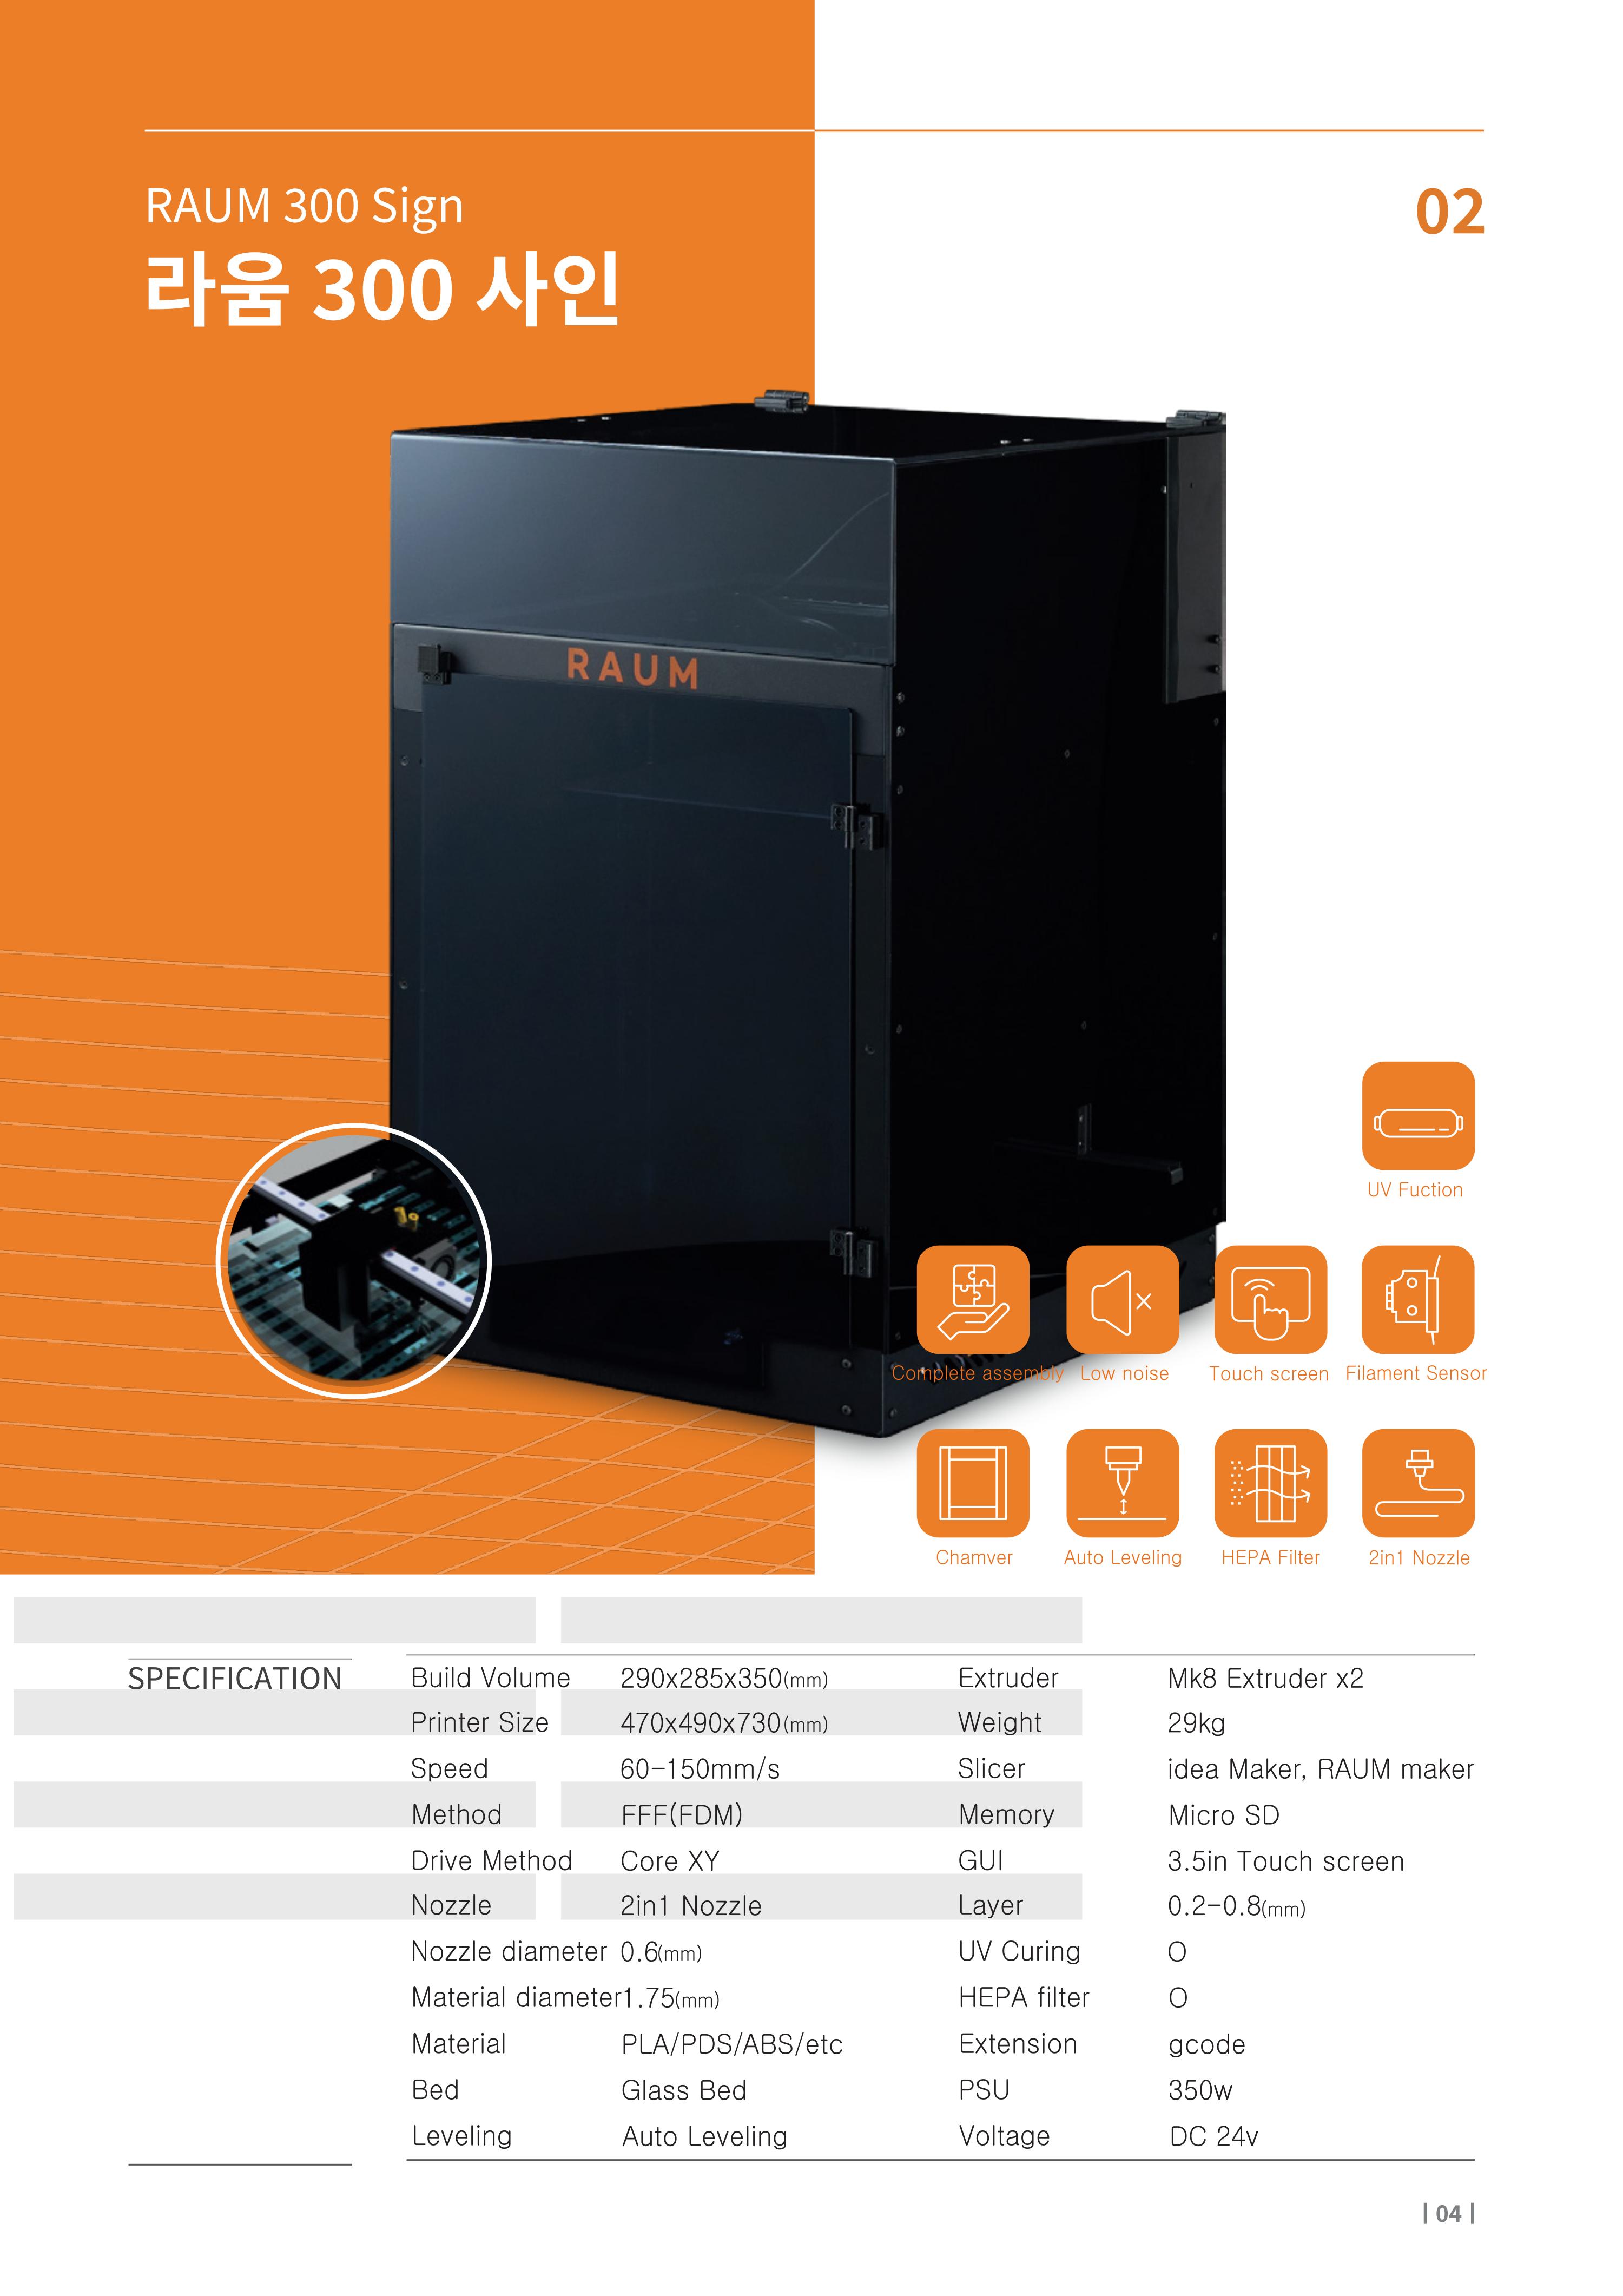 RAUM 300 Sign
라움 300 사인
02
RAUM
UV Fuction
Complete assembly
Low noise
Touch screen
Filament Sensor
Chamver
Auto Leveling
HEPA Filter
2in1 Nozzle
SPECIFICATION
Build Volume 290x285x350(mm) Extruder Mk8 Extruder x2
Printer Size 470x490x730(mm) Weight 29kg
Speed 60-150mm/s Slicer idea Maker, RAUM maker
Method FFF(FDM) Memory Micro SD
Drive Method Core XY GUI 3.5in Touch screen
Nozzle 2in1 Nozzle Layer 0.2-0.8(mm)
Nozzle diameter 0.6(mm) UV Curing O
Material diameter 1.75(mm) HEPA filter O
Material PLA/PDS/ABS/etc Extension gcode
Bed Glass Bed PSU 350w
Leveling Auto Leveling Voltage DC 24v
| 04 |